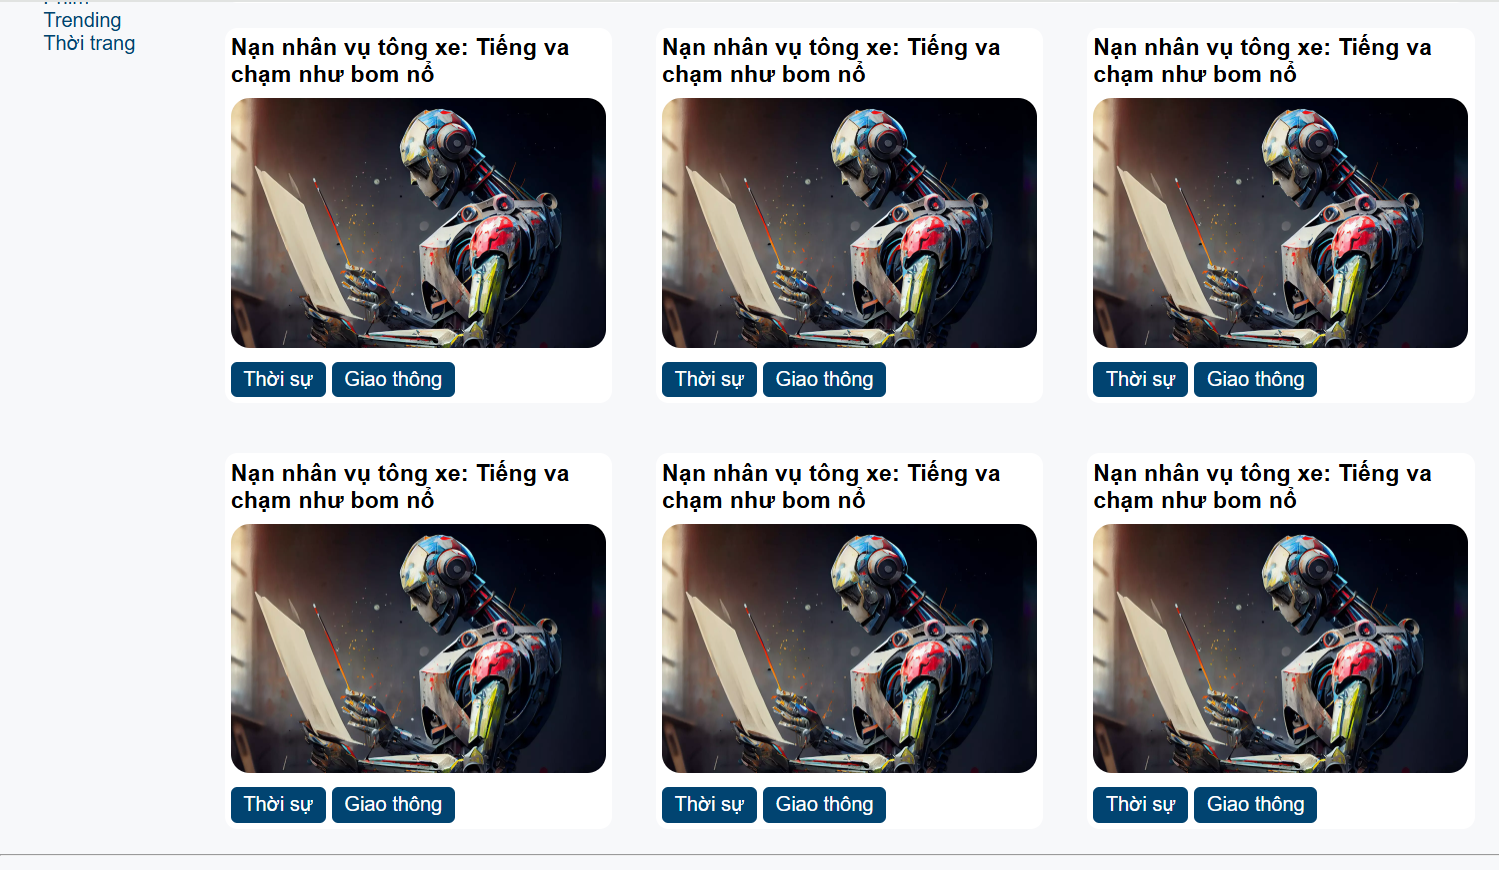 Trending
Thời trang
Nạn nhân vụ tông xe: Tiếng va
chạm như bom nổ
Thời sự Giao thông
Nạn nhân vụ tông xe: Tiếng va
chạm như bom nổ
Thời sự Giao thông
Nạn nhân vụ tông xe: Tiếng va
chạm như bom nổ
Thời sự Giao thông
Nạn nhân vụ tông xe: Tiếng va
chạm như bom nổ
Thời sự Giao thông
Nạn nhân vụ tông xe: Tiếng va
chạm như bom nổ
Thời sự Giao thông
Nạn nhân vụ tông xe: Tiếng va
chạm như bom nổ
Thời sự Giao thông